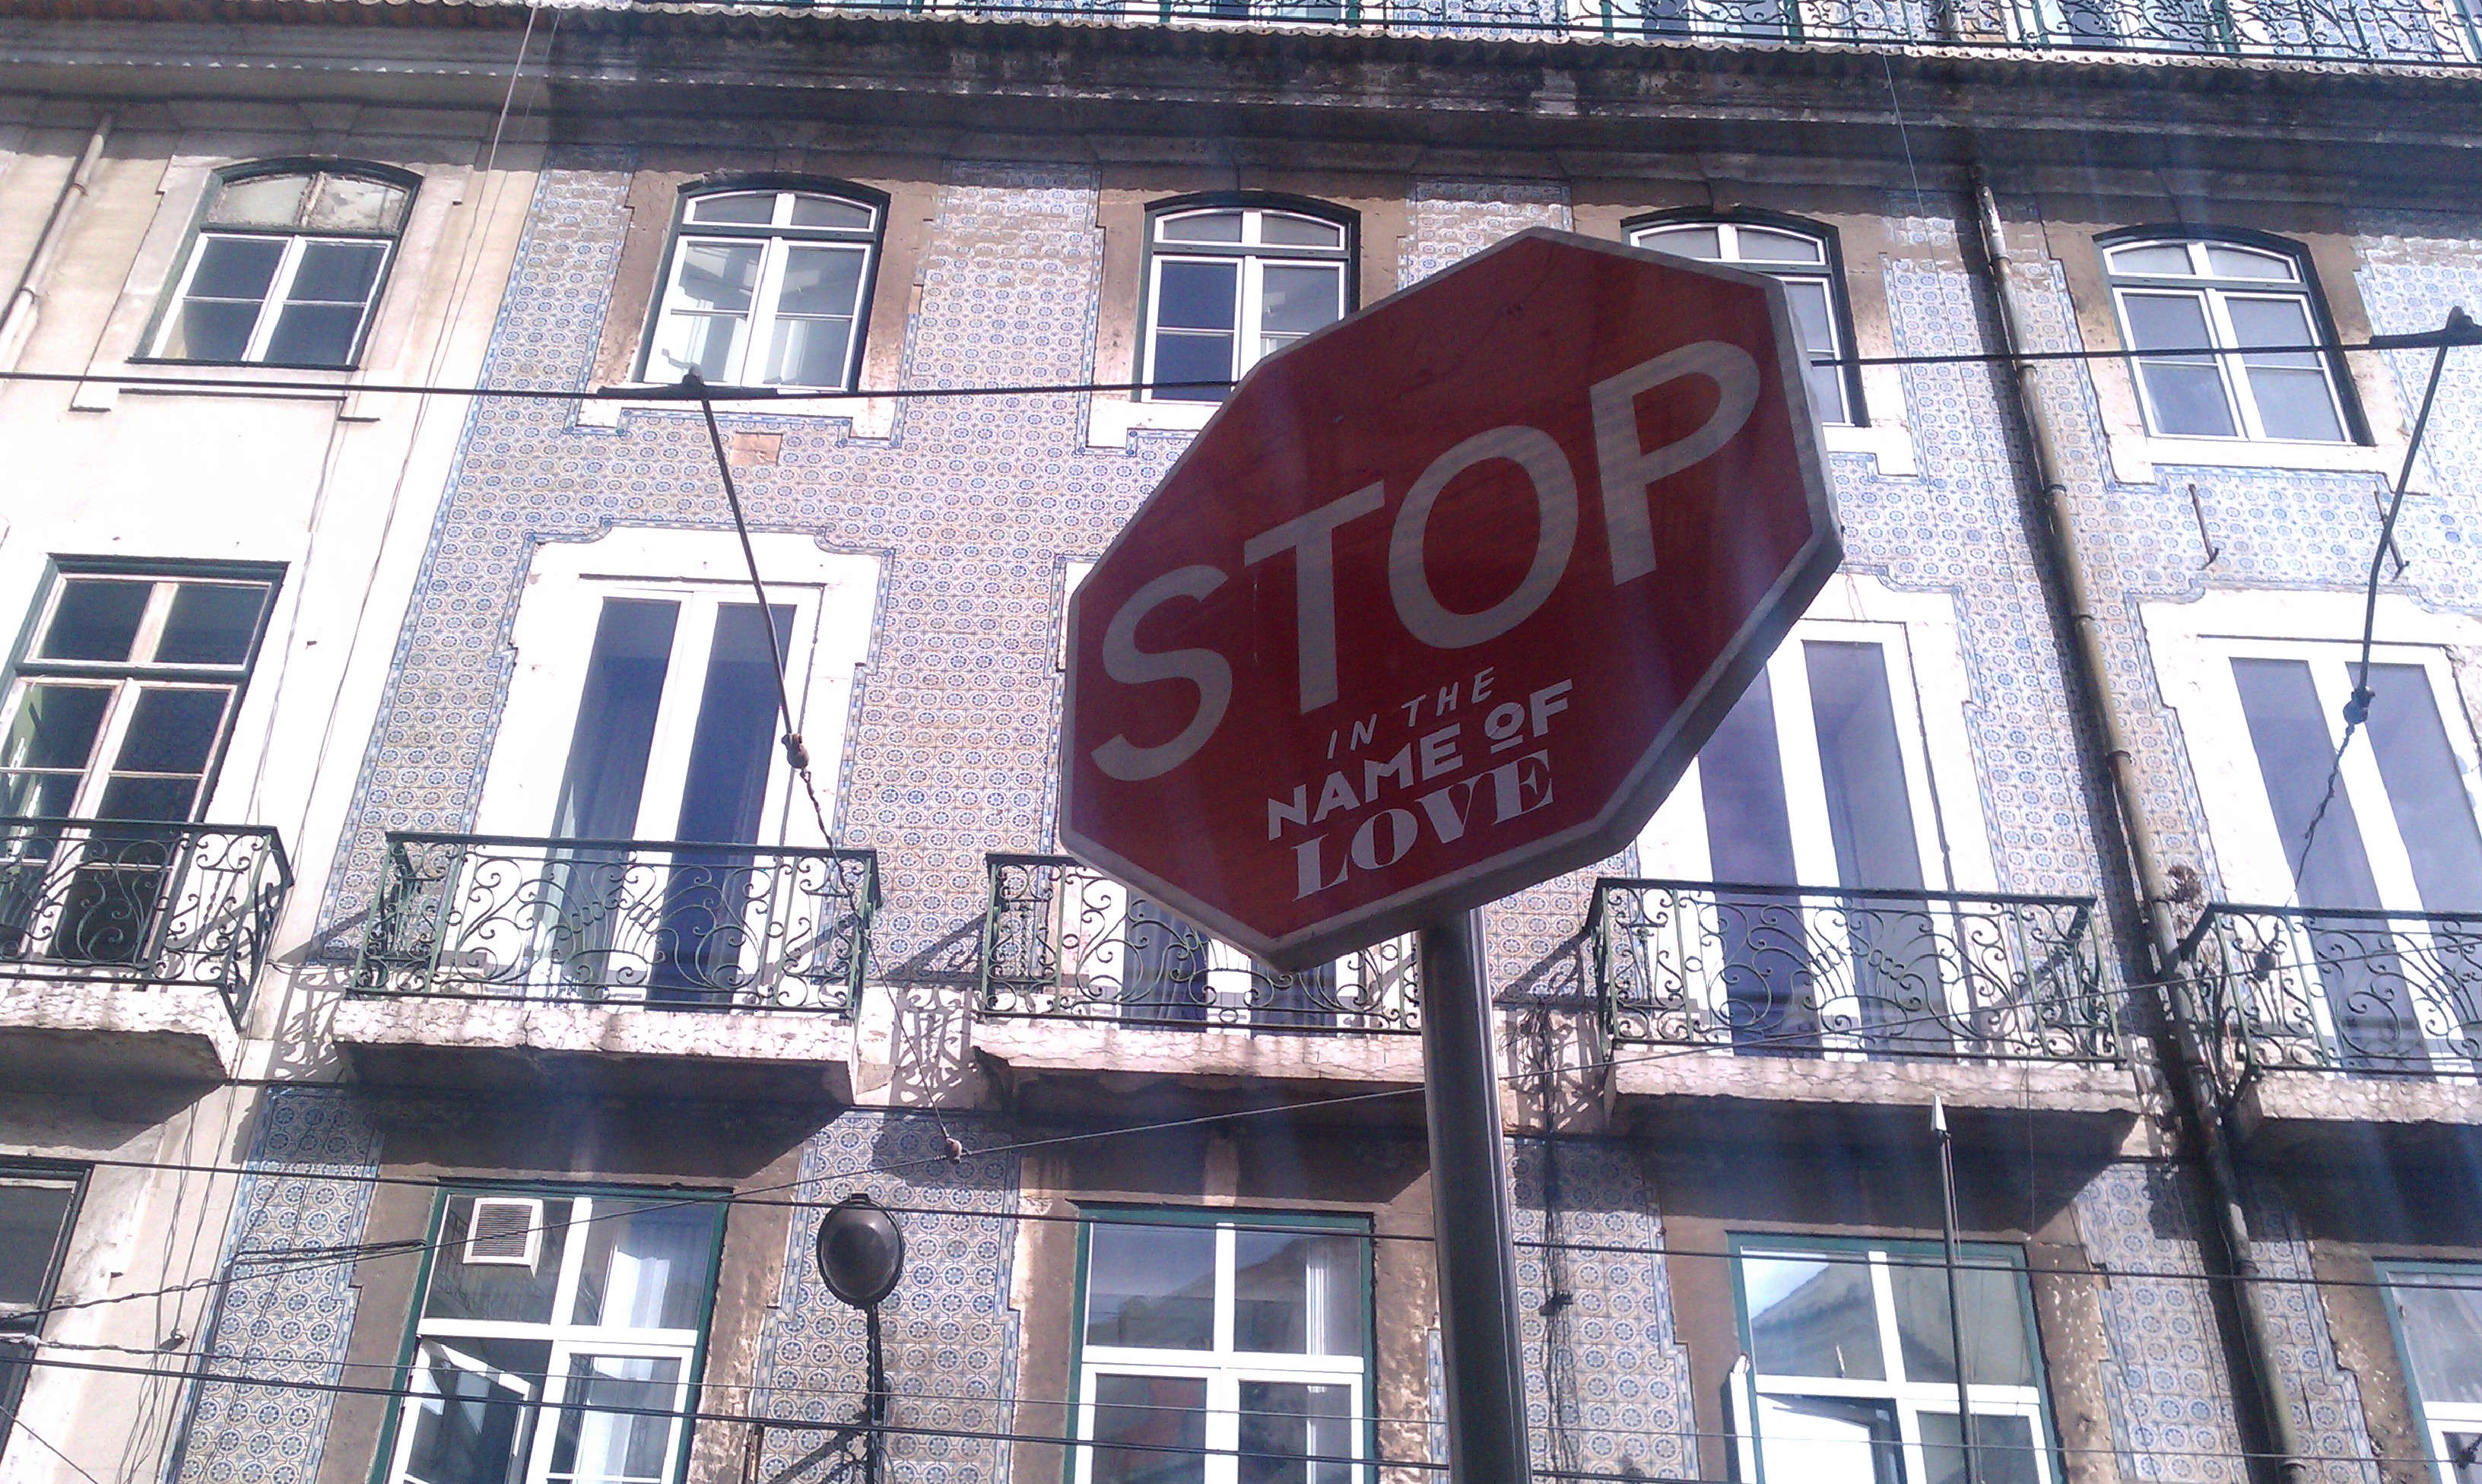 STOP
IN THE
NAME OF
LOVE